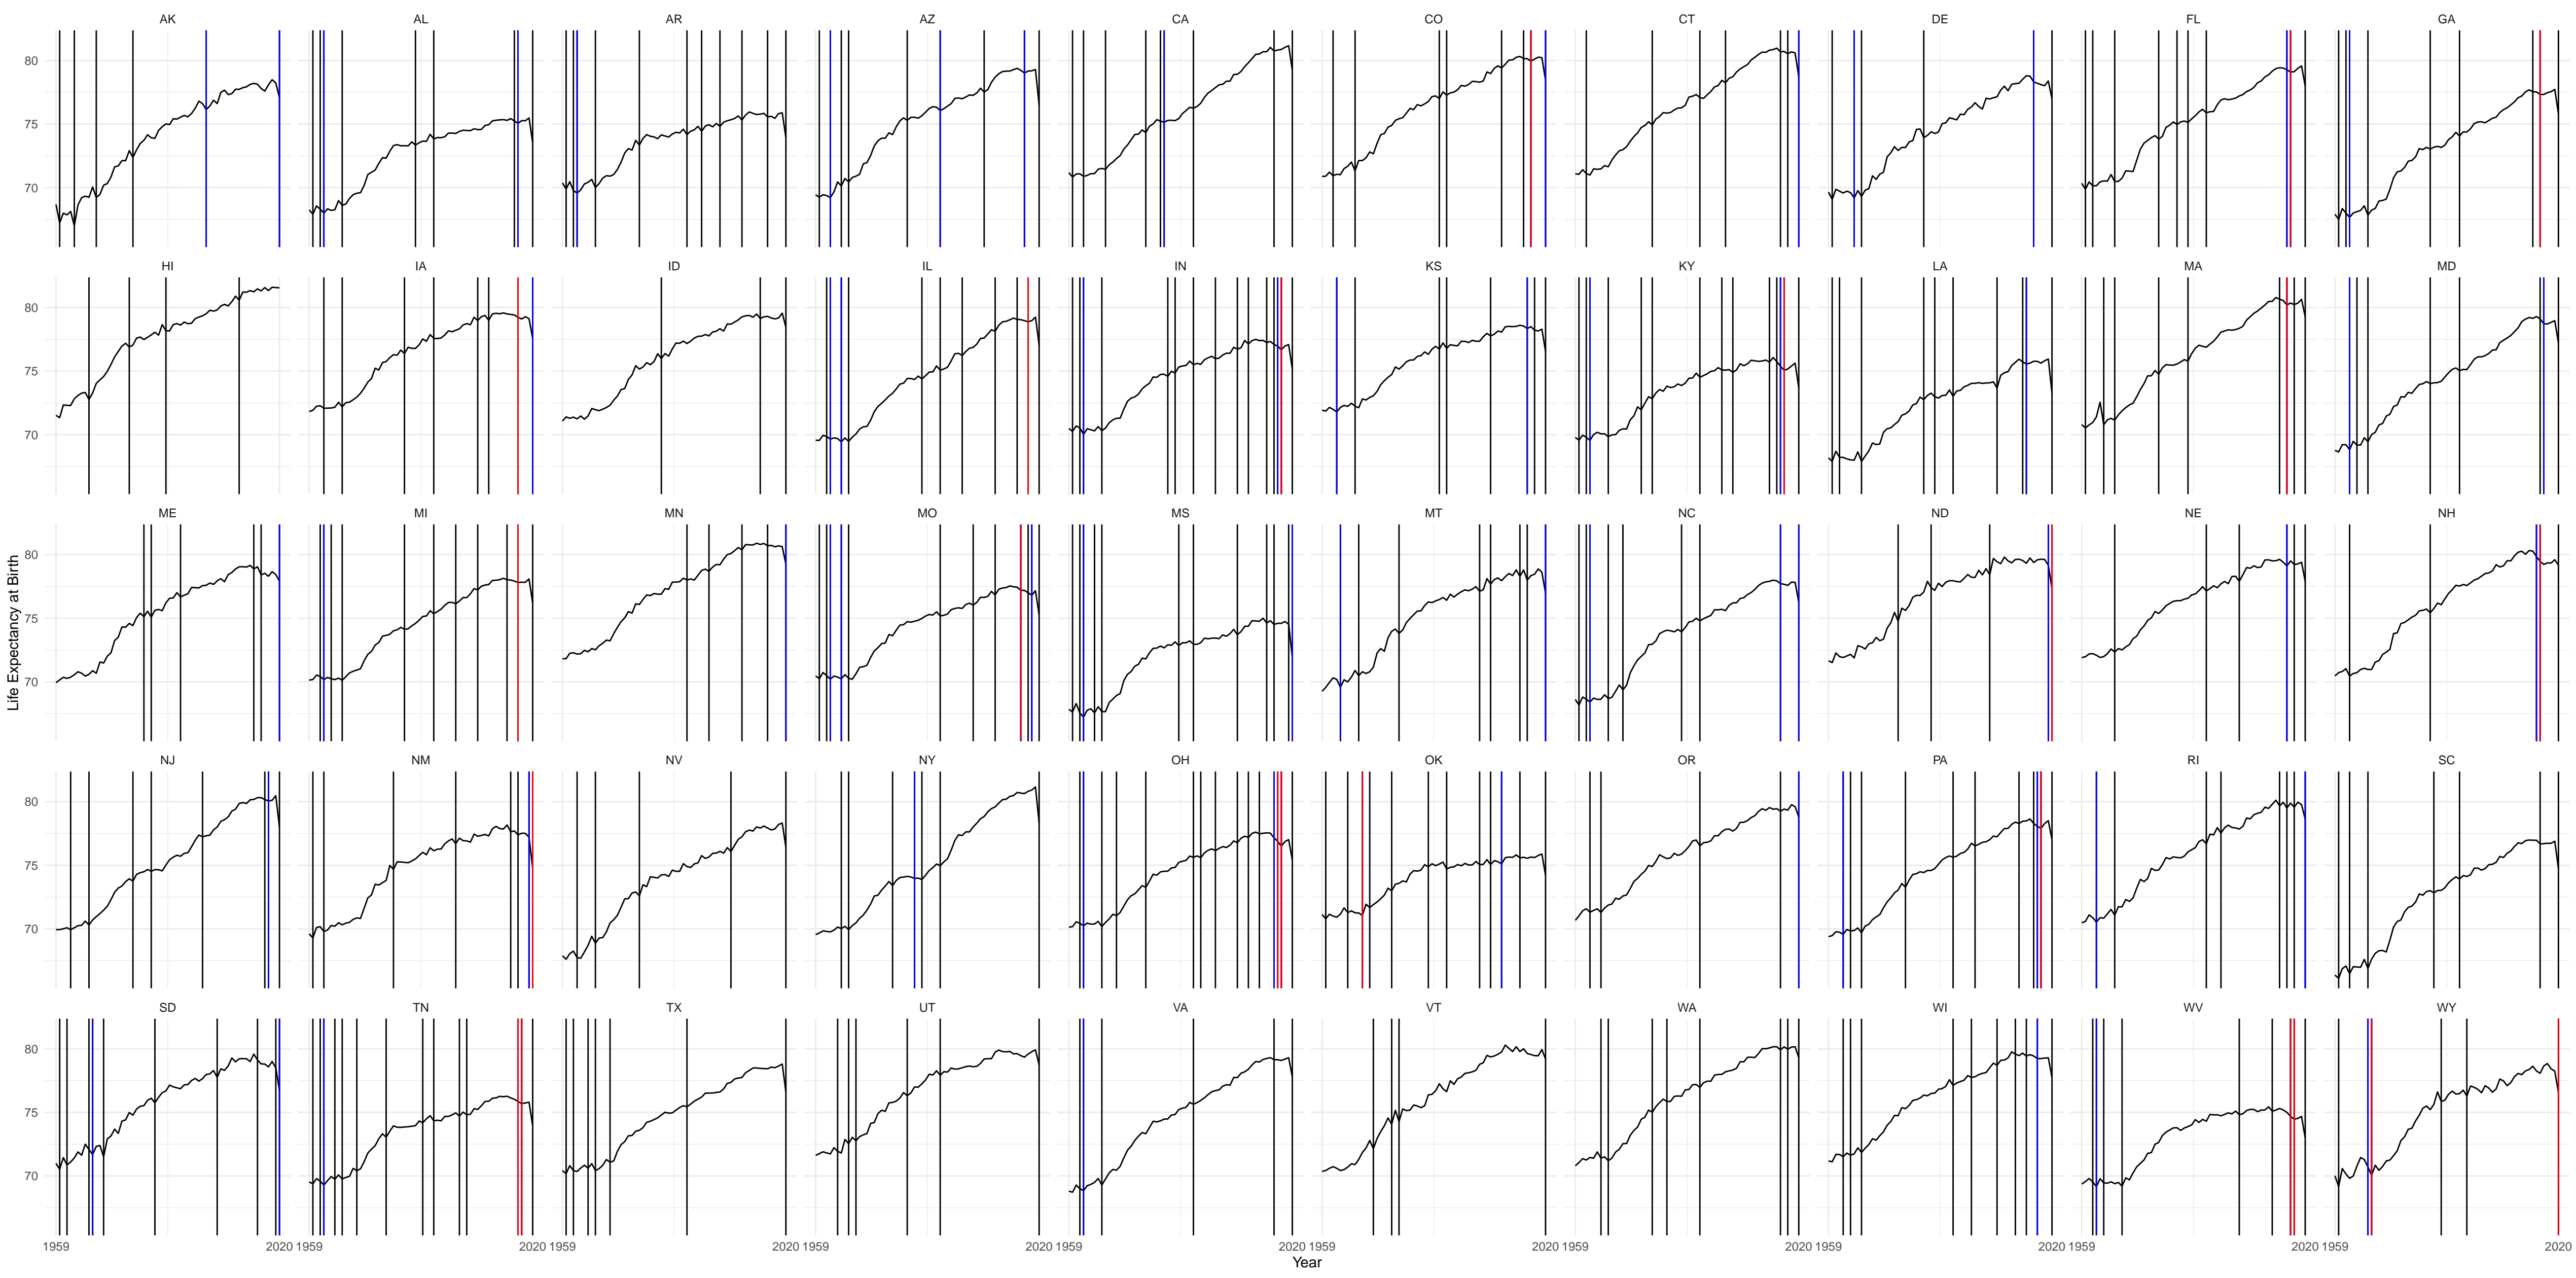 AK AL AR AZ CA CO CT DE FL GA
80
75
70
HI IA ID IL IN KS KY LA MA MD
80
75
70
ME MI MN MO MS MT NC ND NE NH
80
75
70
Life Expectancy at Birth
NJ NM NV NY OH OK OR PA RI SC
80
75
70
SD TN TX UT VA VT WA WI WV WY
80
75
70
1959 2020 1959 2020 1959 2020 1959 2020 1959 2020 1959 2020 1959 2020 1959 2020 1959 2020 1959 2020
Year